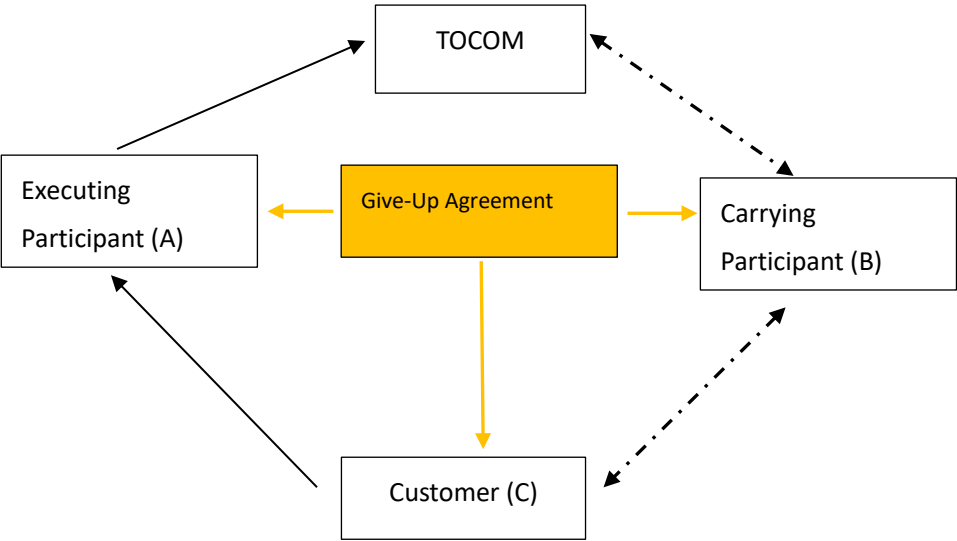 TOCOM
Executing
Participant (A)
Give-Up Agreement
Carrying
Participant (B)
Customer (C)